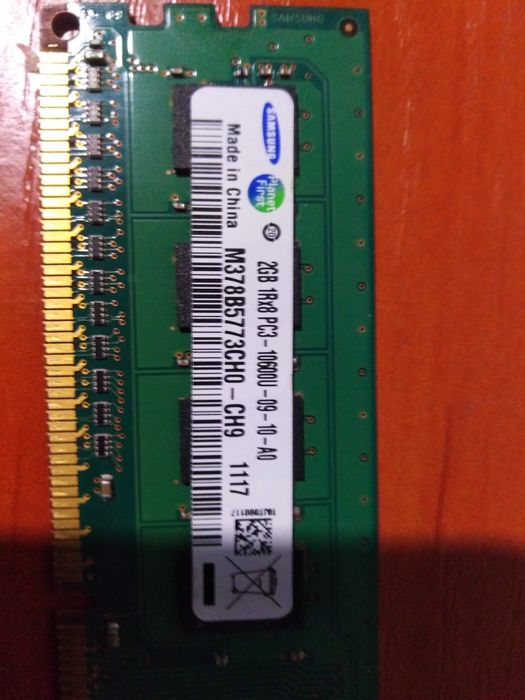 SAMSUNG
SAMSUNG
Planet
First
Made in China
2GB 1Rx8 PC3-10600U-09-10-A0
M378B5773CH0-CH9
1117